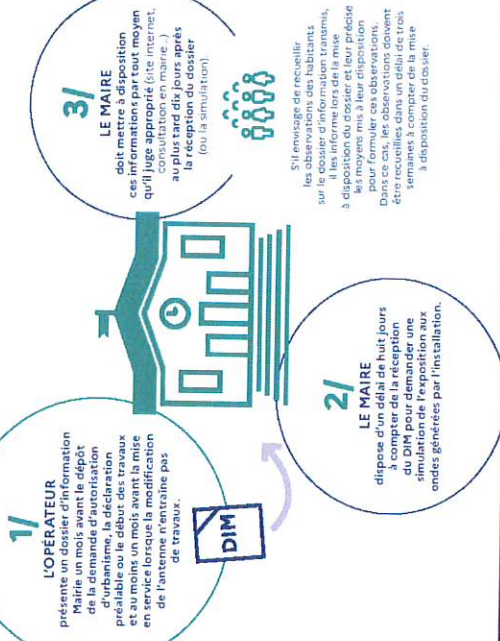 1/
L'OPÉRATEUR
présente un dossier d'information
Mairie un mois avant le dépôt
de la demande d'autorisation
d'urbanisme, la déclaration
préalable ou le début des travaux
et au moins un mois avant la mise
en service lorsque la modification
de l'antenne n'entraîne pas
de travaux.
DIM
2/
LE MAIRE
dispose d'un délai de huit jours
à compter de la réception
du DIM pour demander une
simulation de l'exposition aux
ondes générées par l'installation.
3/
LE MAIRE
doit mettre à disposition
ces informations par tout moyen
qu'il juge approprié (site internet,
consultation en mairie...)
au plus tard dix jours après
la réception du dossier
(ou la simulation).
S'il envisage de recueillir
les observations des habitants
sur le dossier d'information transmis,
il les informe lors de la mise
à disposition du dossier et leur précise
les moyens mis à leur disposition
pour formuler ces observations.
Dans ce cas, les observations doivent
être recueillies dans un délai de trois
semaines à compter de la mise
à disposition du dossier.